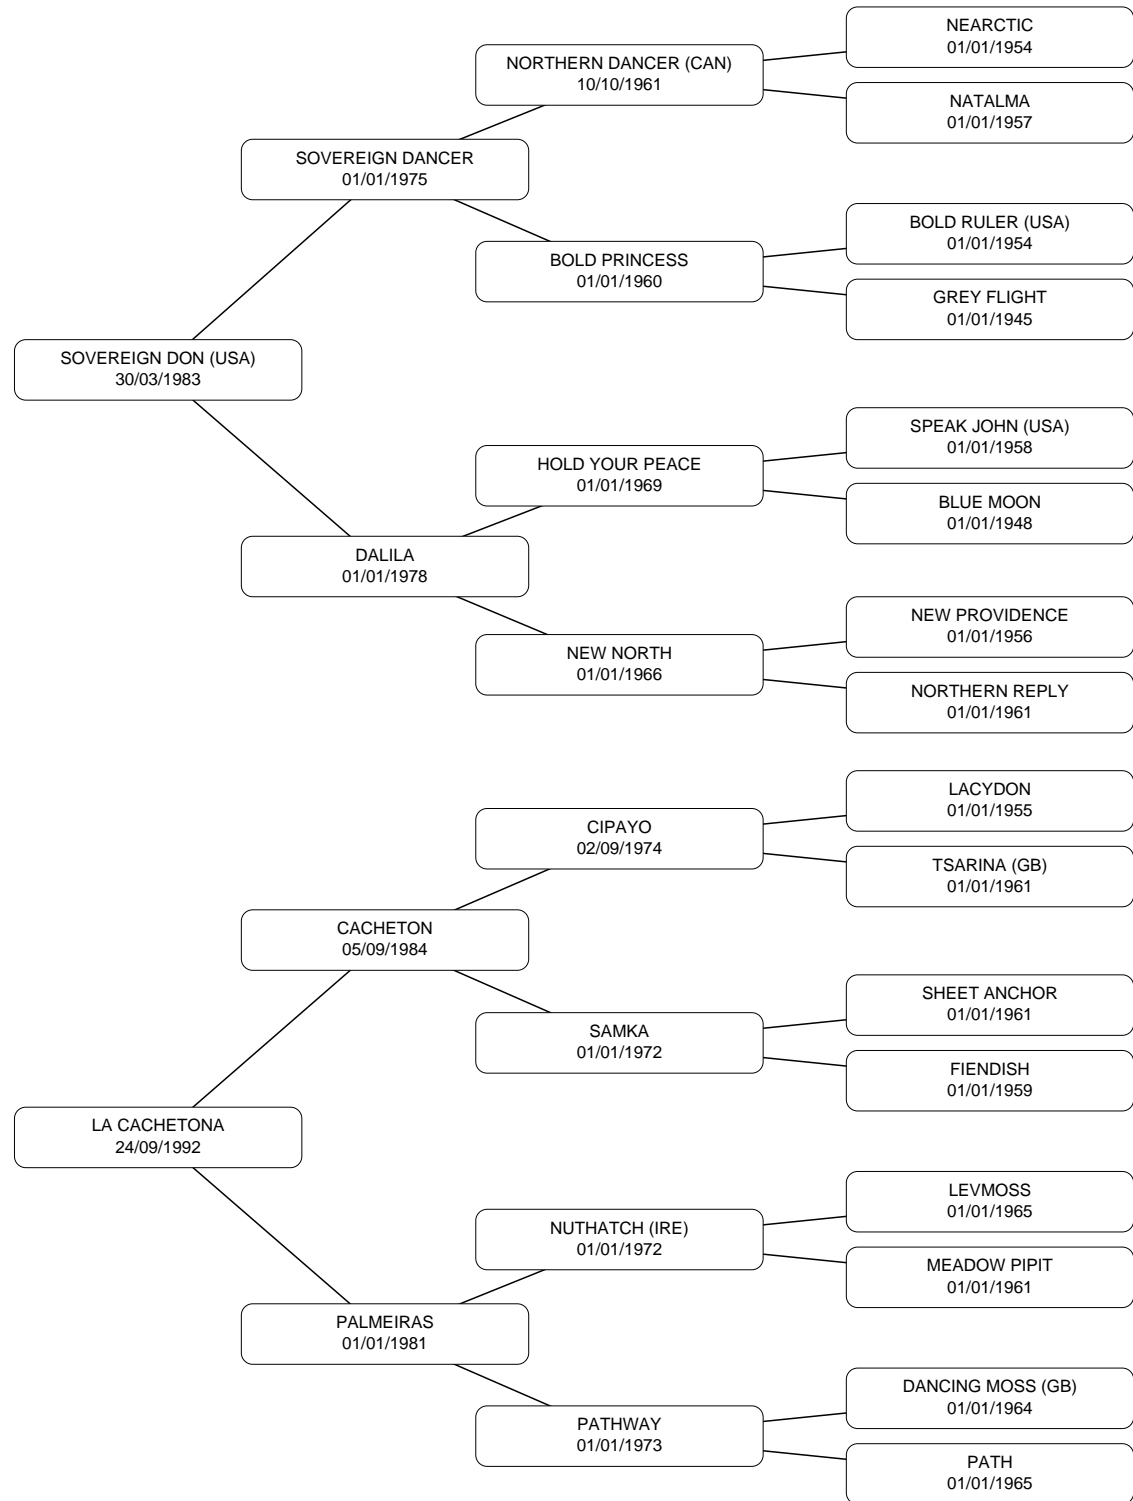 NEARCTIC
01/01/1954
NORTHERN DANCER (CAN)
10/10/1961
NATALMA
01/01/1957
SOVEREIGN DANCER
01/01/1975
BOLD RULER (USA)
01/01/1954
BOLD PRINCESS
01/01/1960
GREY FLIGHT
01/01/1945
SOVEREIGN DON (USA)
30/03/1983
SPEAK JOHN (USA)
01/01/1958
HOLD YOUR PEACE
01/01/1969
BLUE MOON
01/01/1948
DALILA
01/01/1978
NEW PROVIDENCE
01/01/1956
NEW NORTH
01/01/1966
NORTHERN REPLY
01/01/1961
LACYDON
01/01/1955
CIPAYO
02/09/1974
TSARINA (GB)
01/01/1961
CACHETON
05/09/1984
SHEET ANCHOR
01/01/1961
SAMKA
01/01/1972
FIENDISH
01/01/1959
LA CACHETONA
24/09/1992
LEVMOSS
01/01/1965
NUTHATCH (IRE)
01/01/1972
MEADOW PIPIT
01/01/1961
PALMEIRAS
01/01/1981
DANCING MOSS (GB)
01/01/1964
PATHWAY
01/01/1973
PATH
01/01/1965